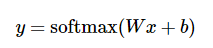 y = softmax(Wx + b)